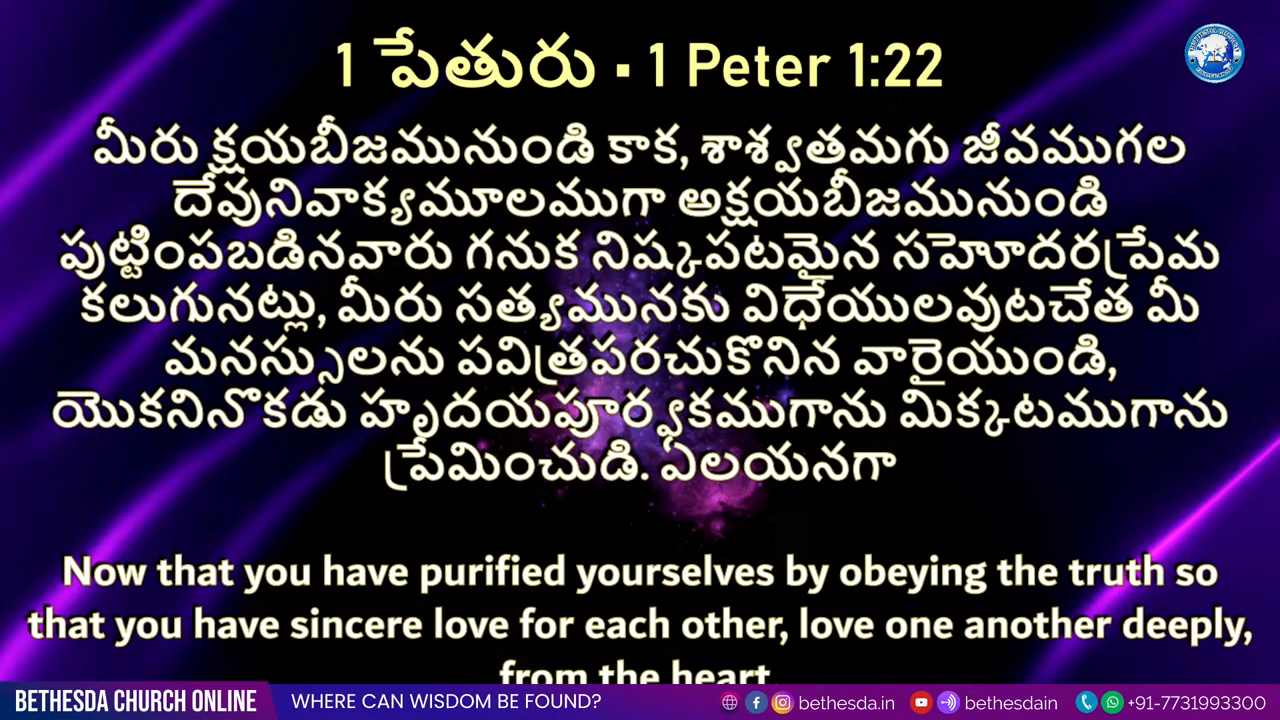 1 పేతురు ▪ 1 Peter 1:22
మీరు క్షయబీజమునుండి కాక, శాశ్వతమగు జీవముగల
దేవునివాక్యమూలముగా అక్షయబీజమునుండి
పుట్టింపబడినవారు గనుక నిష్కపటమైన సహోదరప్రేమ
కలుగునట్లు, మీరు సత్యమునకు విధేయులవుటచేత మీ
మనస్సులను పవిత్రపరచుకొనిన వారైయుండి,
యొకనినొకడు హృదయపూర్వకముగాను మిక్కటముగాను
ప్రేమించుడి. ఏలయనగా
Now that you have purified yourselves by obeying the truth so
that you have sincere love for each other, love one another deeply,
from the heart
BETHESDA CHURCH ONLINE WHERE CAN WISDOM BE FOUND? bethesda.in bethesdain +91-7731993300